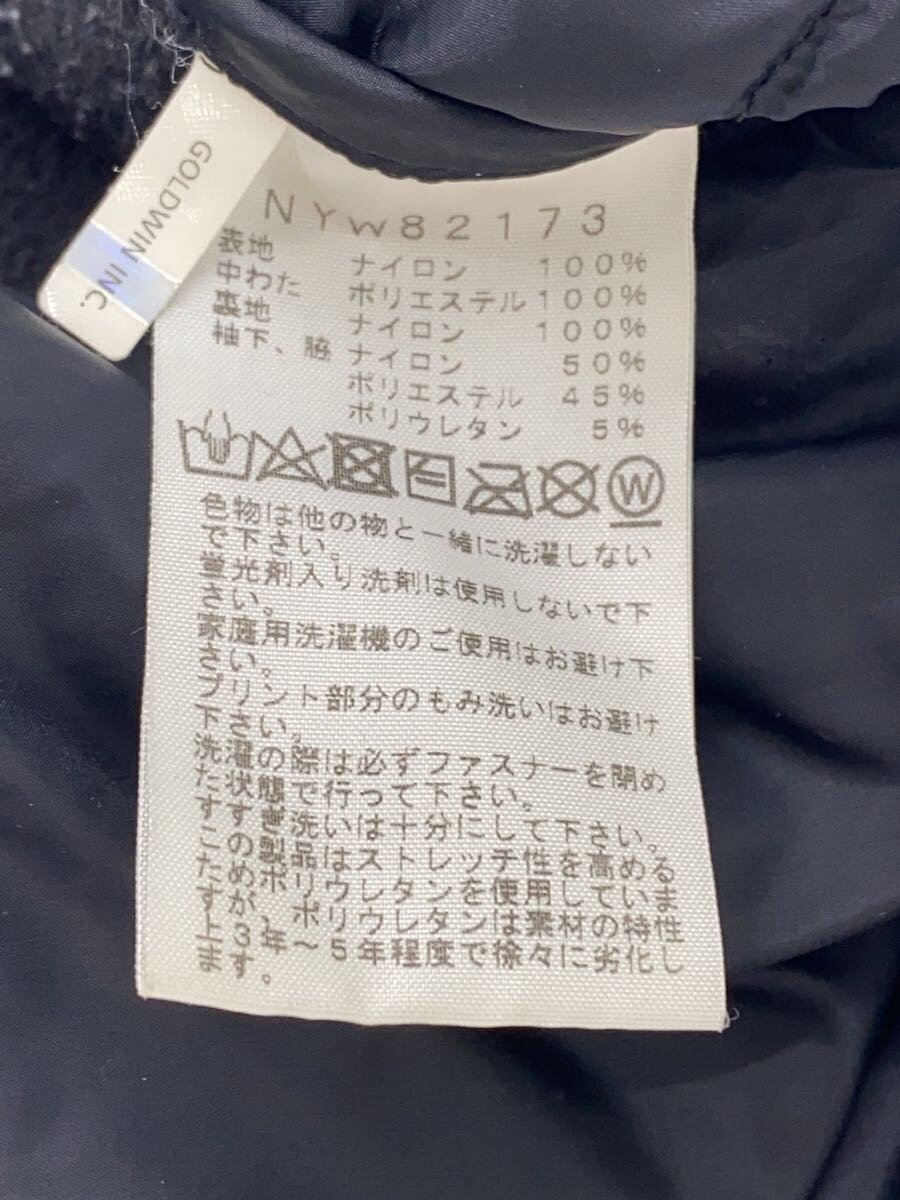 GOLDWIN INC.
NYW82173
表地 ナイロン 100%
中わた ポリエステル 100%
裏地 ナイロン 100%
袖下、脇 ナイロン 50%
ポリエステル 45%
ポリウレタン 5%
W
色物は他の物と一緒に洗濯しない
で下さい。
蛍光剤入り洗剤は使用しないで下
さい。
家庭用洗濯機のご使用はお避け下
さい。
プリント部分のもみ洗いはお避け
下さい。
洗濯の際は必ずファスナーを閉め
た状態で行って下さい。
すすぎ洗いは十分にして下さい。
この製品はストレッチ性を高める
ためポリウレタンを使用していま
すが、ポリウレタンは素材の特性
上3年〜5年程度で徐々に劣化し
ます。